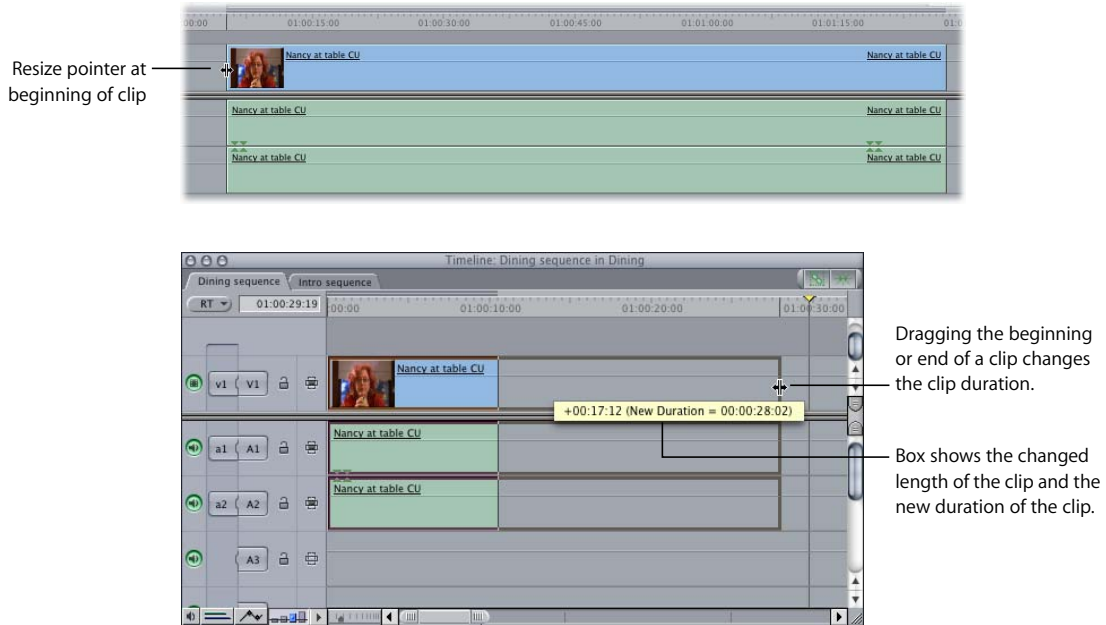 00:00 01:00:15:00 01:00:30:00 01:00:45:00 01:01:00:00 01:01:15:00
Resize pointer at
beginning of clip
Nancy at table CU Nancy at table CU
Nancy at table CU Nancy at table CU
Nancy at table CU Nancy at table CU
Timeline: Dining sequence in Dining
Dining sequence Intro sequence
RT 01:00:29:19 :00:00 01:00:10:00 01:00:20:00 01:00:30:00
v1 V1 Nancy at table CU
Dragging the beginning
or end of a clip changes
the clip duration.
+00:17:12 (New Duration = 00:00:28:02)
a1 A1 Nancy at table CU
Box shows the changed
length of the clip and the
new duration of the clip.
a2 A2 Nancy at table CU
A3